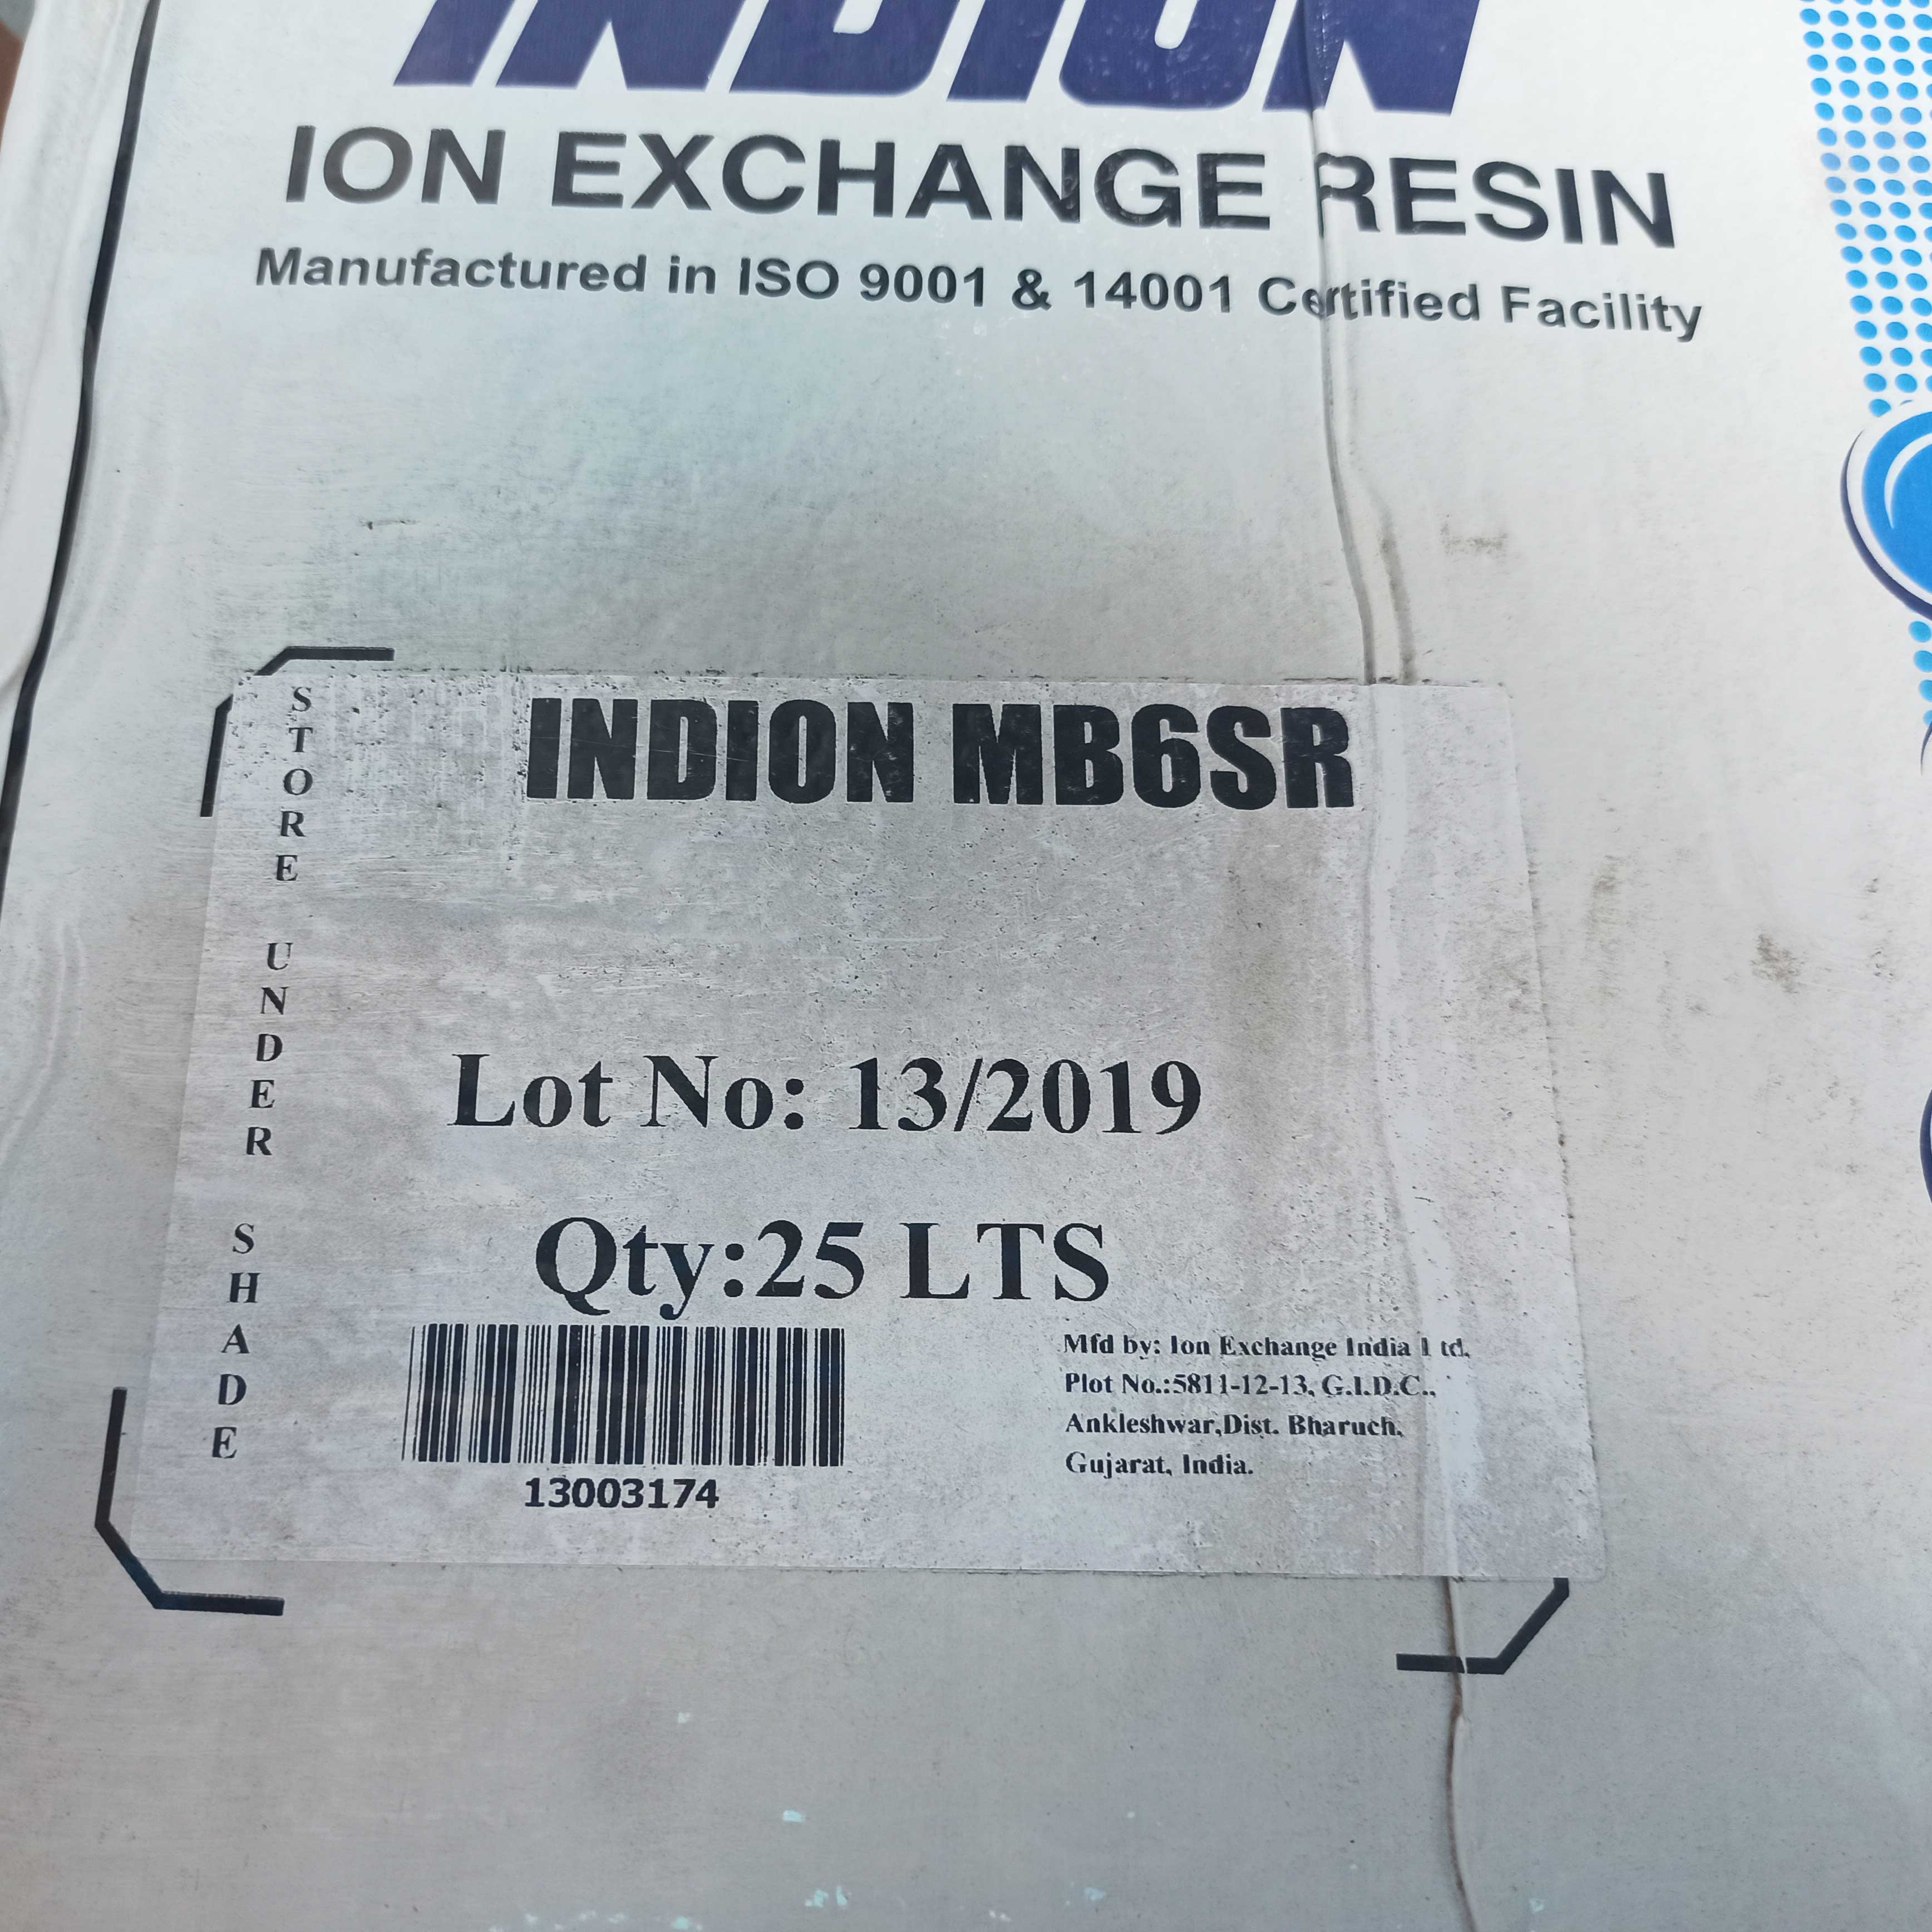 INDION
ION EXCHANGE RESIN
Manufactured in ISO 9001 & 14001 Certified Facility
STORE UNDER SHADE
INDION MB6SR
Lot No: 13/2019
Qty:25 LTS
13003174
Mfd by: Ion Exchange India Ltd.
Plot No.:5811-12-13, G.I.D.C.,
Ankleshwar,Dist. Bharuch,
Gujarat, India.